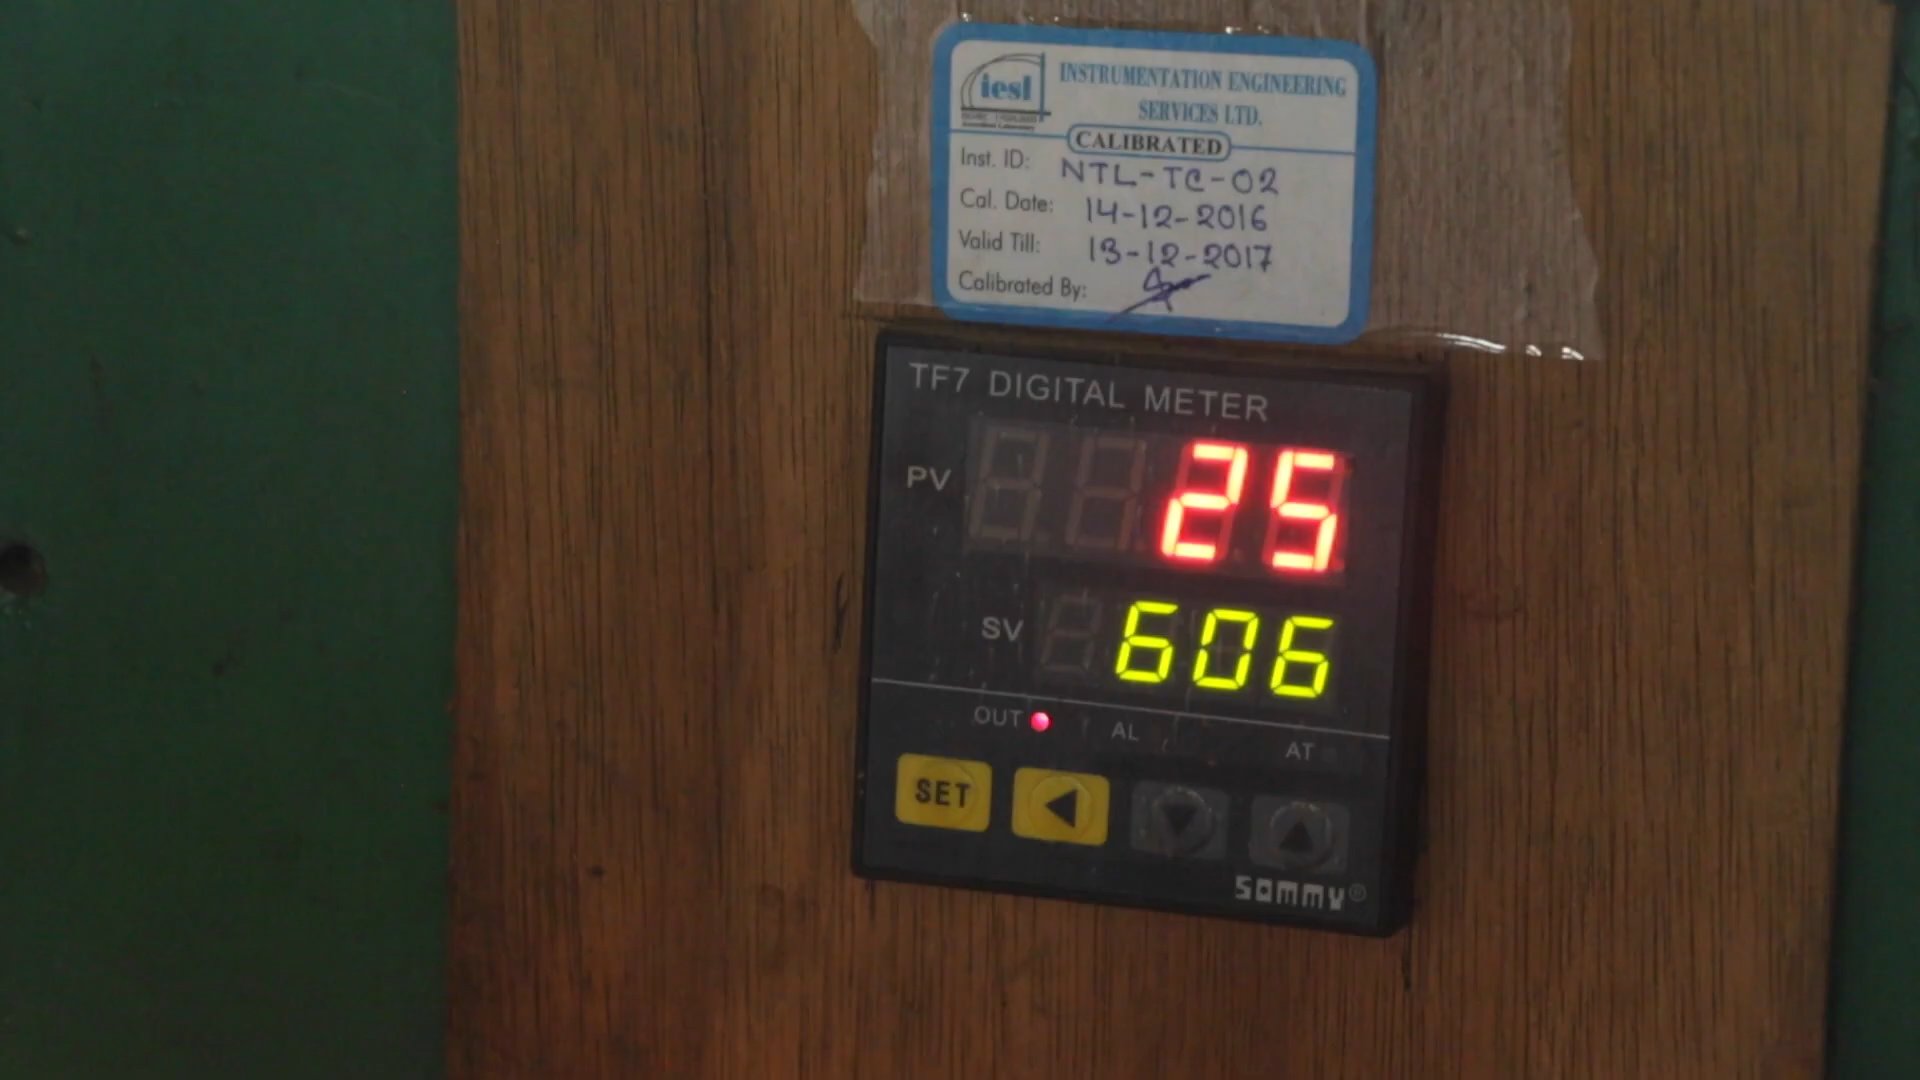 iesl
INSTRUMENTATION ENGINEERING
SERVICES LTD.
CALIBRATED
Inst. ID: NTL-TC-02
Cal. Date: 14-12-2016
Valid Till: 13-12-2017
Calibrated By:
TF7 DIGITAL METER
PV 25
SV 606
OUT AL AT
SET
sommy®